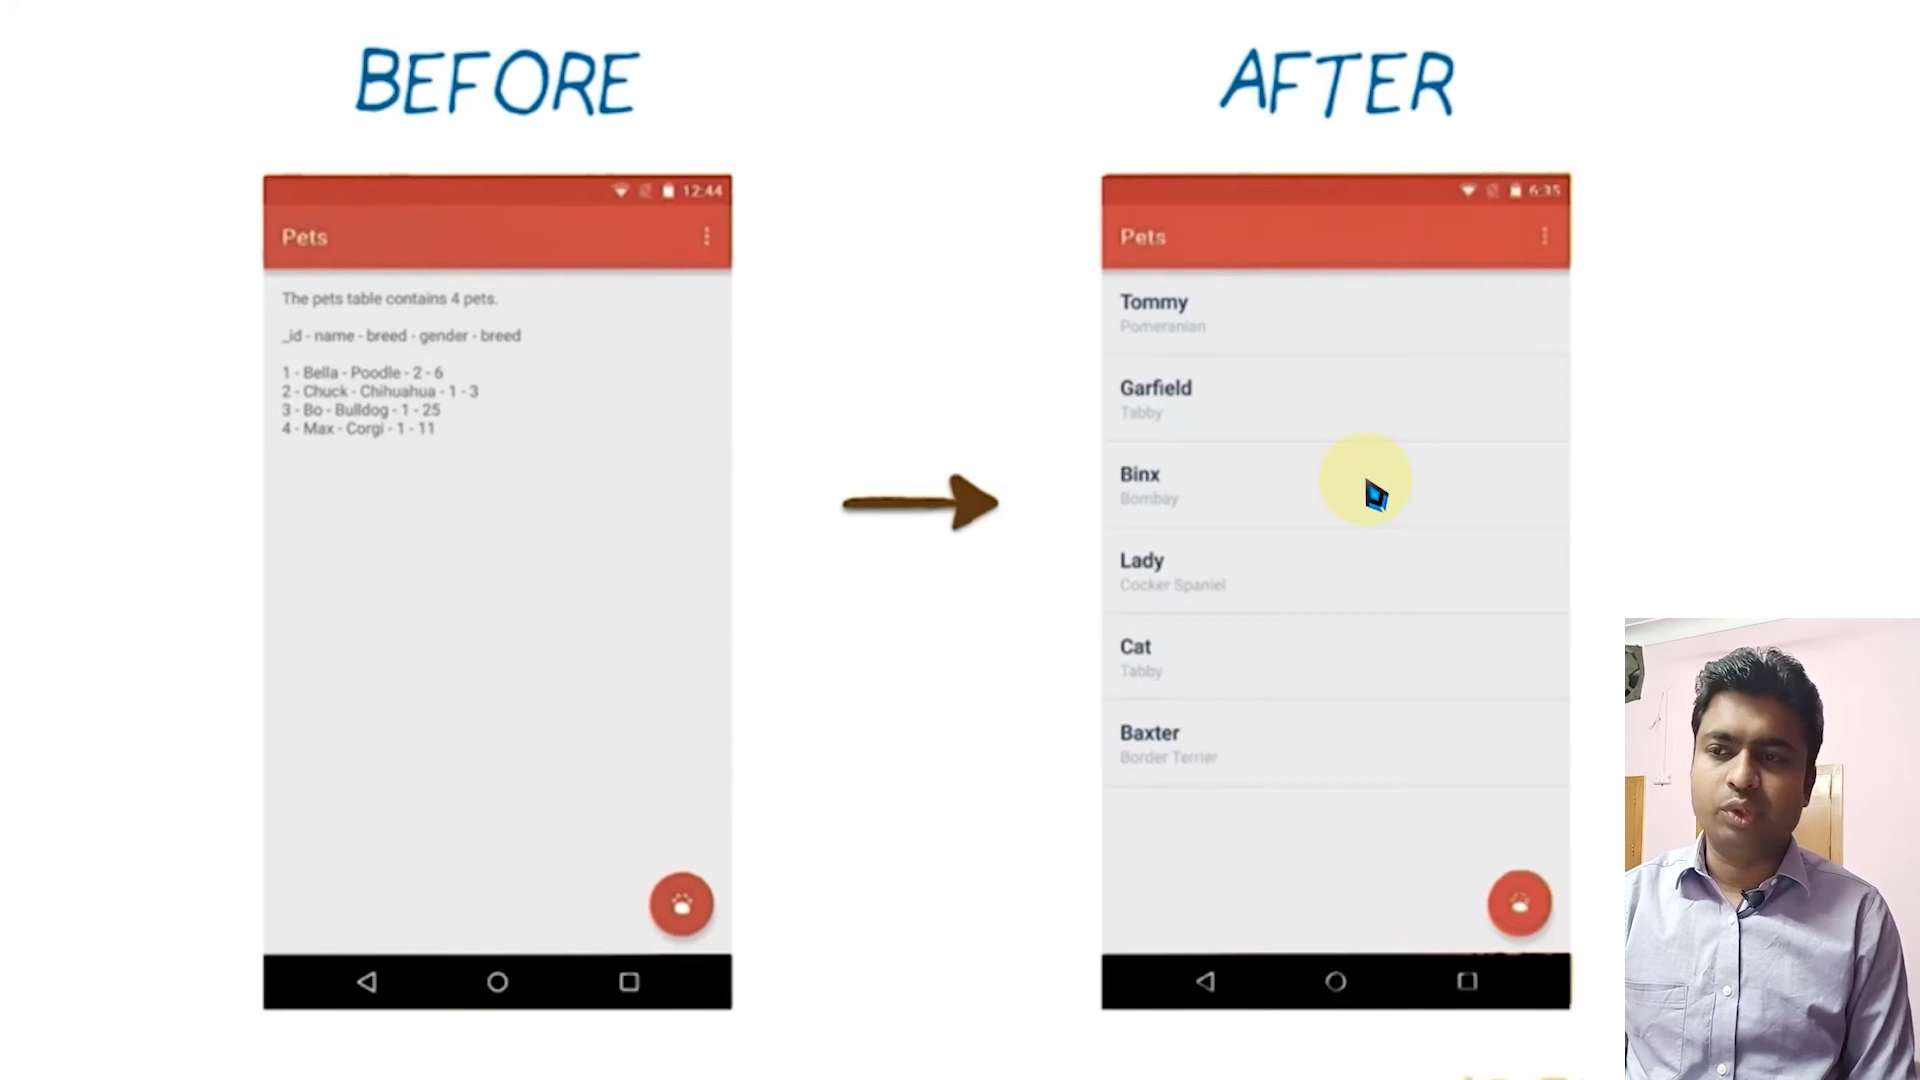 BEFORE
12:44
Pets
The pets table contains 4 pets.
_id - name - breed - gender - breed
1 - Bella - Poodle - 2 - 6
2 - Chuck - Chihuahua - 1 - 3
3 - Bo - Bulldog - 1 - 25
4 - Max - Corgi - 1 - 11
AFTER
6:35
Pets
Tommy
Pomeranian
Garfield
Tabby
Binx
Bombay
Lady
Cocker Spaniel
Cat
Tabby
Baxter
Border Terrier